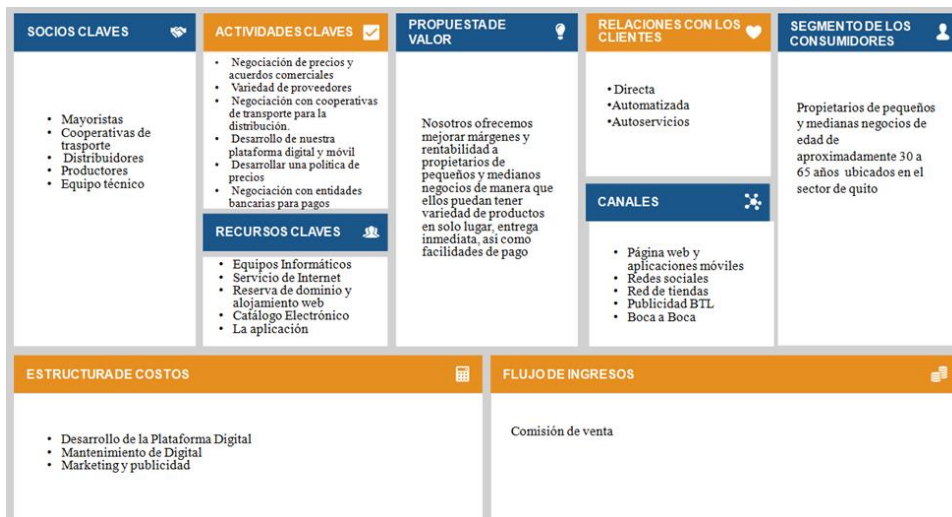 SOCIOS CLAVES
• Mayoristas
• Cooperativas de
trasporte
• Distribuidores
• Productores
• Equipo técnico
ACTIVIDADES CLAVES
• Negociación de precios y
acuerdos comerciales
• Variedad de proveedores
• Negociación con cooperativas
de transporte para la
distribución.
• Desarrollo de nuestra
plataforma digital y móvil
• Desarrollar una política de
precios
• Negociación con entidades
bancarias para pagos
RECURSOS CLAVES
• Equipos Informáticos
• Servicio de Internet
• Reserva de dominio y
alojamiento web
• Catálogo Electrónico
• La aplicación
PROPUESTA DE
VALOR
Nosotros ofrecemos
mejorar márgenes y
rentabilidad a
propietarios de
pequeños y medianos
negocios de manera que
ellos puedan tener
variedad de productos
en solo lugar, entrega
inmediata, asi como
facilidades de pago
RELACIONES CON LOS
CLIENTES
•Directa
•Automatizada
•Autoservicios
CANALES
• Página web y
aplicaciones móviles
• Redes sociales
• Red de tiendas
• Publicidad BTL
• Boca a Boca
SEGMENTO DE LOS
CONSUMIDORES
Propietarios de pequeños
y medianas negocios de
edad de
aproximadamente 30 a
65 años ubicados en el
sector de quito
ESTRUCTURA DE COSTOS
• Desarrollo de la Plataforma Digital
• Mantenimiento de Digital
• Marketing y publicidad
FLUJO DE INGRESOS
Comisión de venta